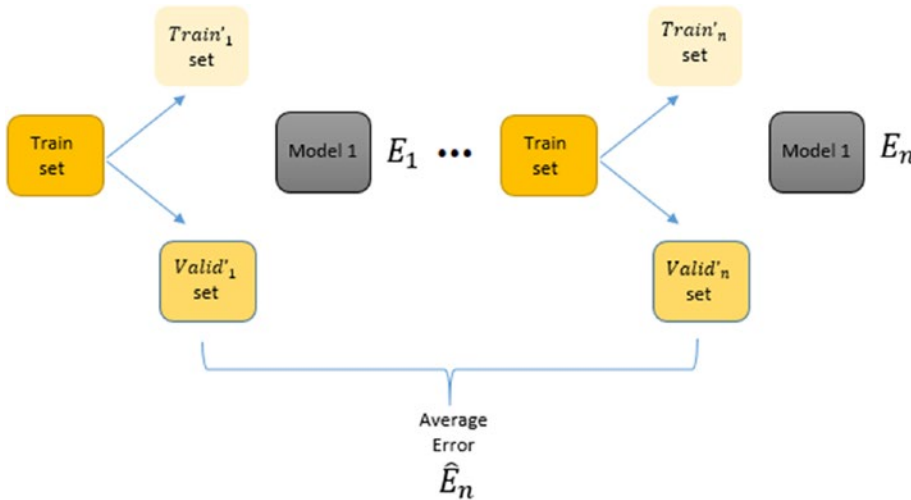 Train'₁
set
Train'ₙ
set
Train
set
Model 1
E₁ •••
Train
set
Model 1
Eₙ
Valid'₁
set
Valid'ₙ
set
Average
Error
Êₙ